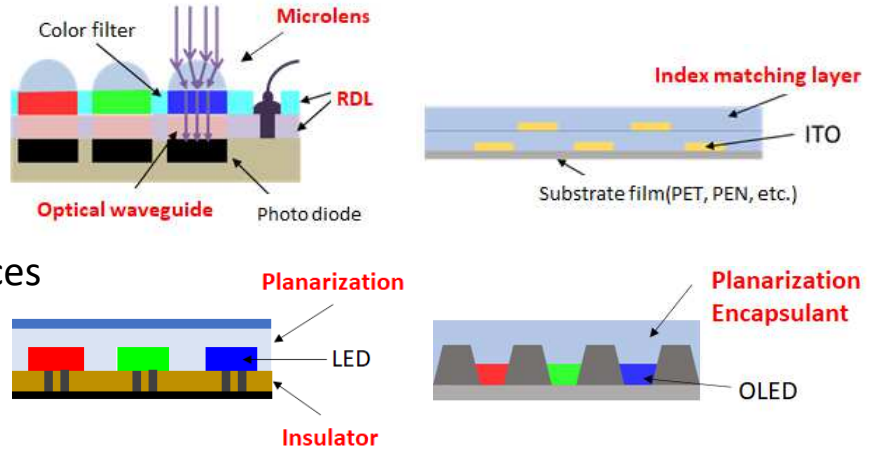 Color filter
Microlens
RDL
Optical waveguide
Photo diode
Index matching layer
ITO
Substrate film(PET, PEN, etc.)
ces
Planarization
LED
Insulator
Planarization
Encapsulant
OLED